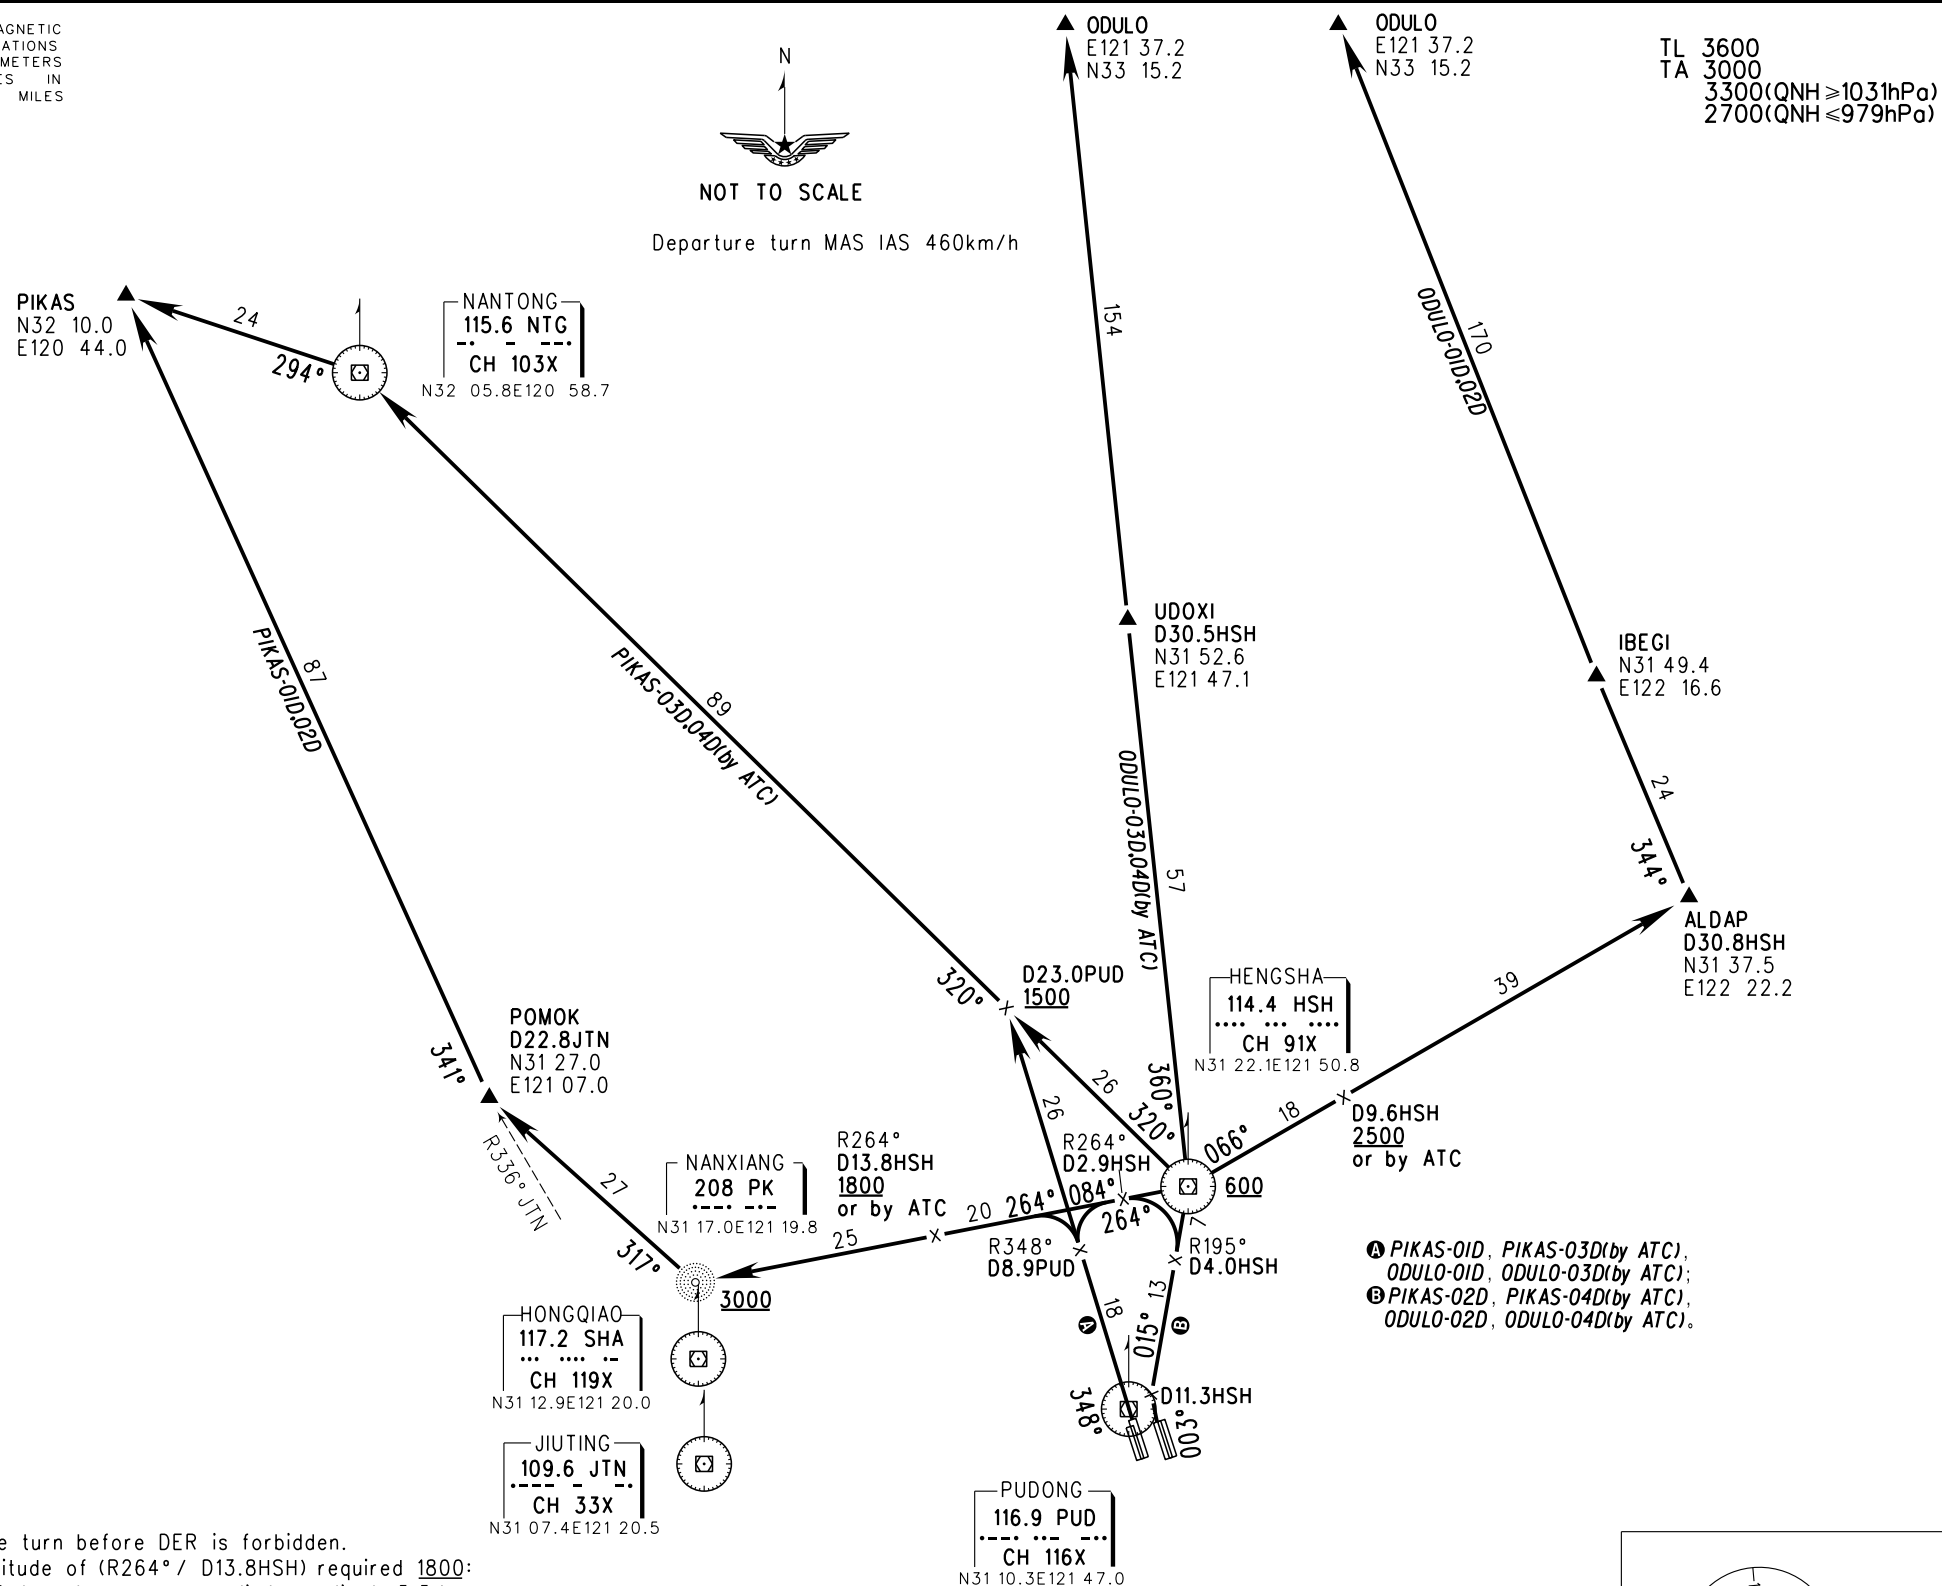 AGNETIC
ATIONS
METERS
ES IN
MILES
N
NOT TO SCALE
Departure turn MAS IAS 460km/h
ODULO
E121 37.2
N33 15.2
ODULO
E121 37.2
N33 15.2
TL 3600
TA 3000
3300(QNH ≥1031hPa)
2700(QNH ≤979hPa)
PIKAS
N32 10.0
E120 44.0
24
294°
NANTONG
115.6 NTG
CH 103X
N32 05.8E120 58.7
154
170
ODULO-01D.02D
87
PIKAS-01D.02D
89
PIKAS-03D.04D(by ATC)
UDOXI
D30.5HSH
N31 52.6
E121 47.1
IBEGI
N31 49.4
E122 16.6
ODULO-03D.04D(by ATC)
57
24
344°
ALDAP
D30.8HSH
N31 37.5
E122 22.2
39
320°
D23.0PUD
1500
HENGSHA
114.4 HSH
CH 91X
N31 22.1E121 50.8
POMOK
D22.8JTN
N31 27.0
E121 07.0
341°
R336° JTN
27
317°
26
26
320°
360°
066°
18
D9.6HSH
2500
or by ATC
600
NANXIANG
208 PK
N31 17.0E121 19.8
R264°
D13.8HSH
1800
or by ATC
R264°
D2.9HSH
25
20
264°
084°
264°
7
3000
R348°
D8.9PUD
R195°
D4.0HSH
18
13
A
B
015°
A PIKAS-01D, PIKAS-03D(by ATC),
ODULO-01D, ODULO-03D(by ATC);
B PIKAS-02D, PIKAS-04D(by ATC),
ODULO-02D, ODULO-04D(by ATC)。
HONGQIAO
117.2 SHA
CH 119X
N31 12.9E121 20.0
JIUTING
109.6 JTN
CH 33X
N31 07.4E121 20.5
348°
D11.3HSH
003°
PUDONG
116.9 PUD
CH 116X
N31 10.3E121 47.0
e turn before DER is forbidden.
itude of (R264°/ D13.8HSH) required 1800: